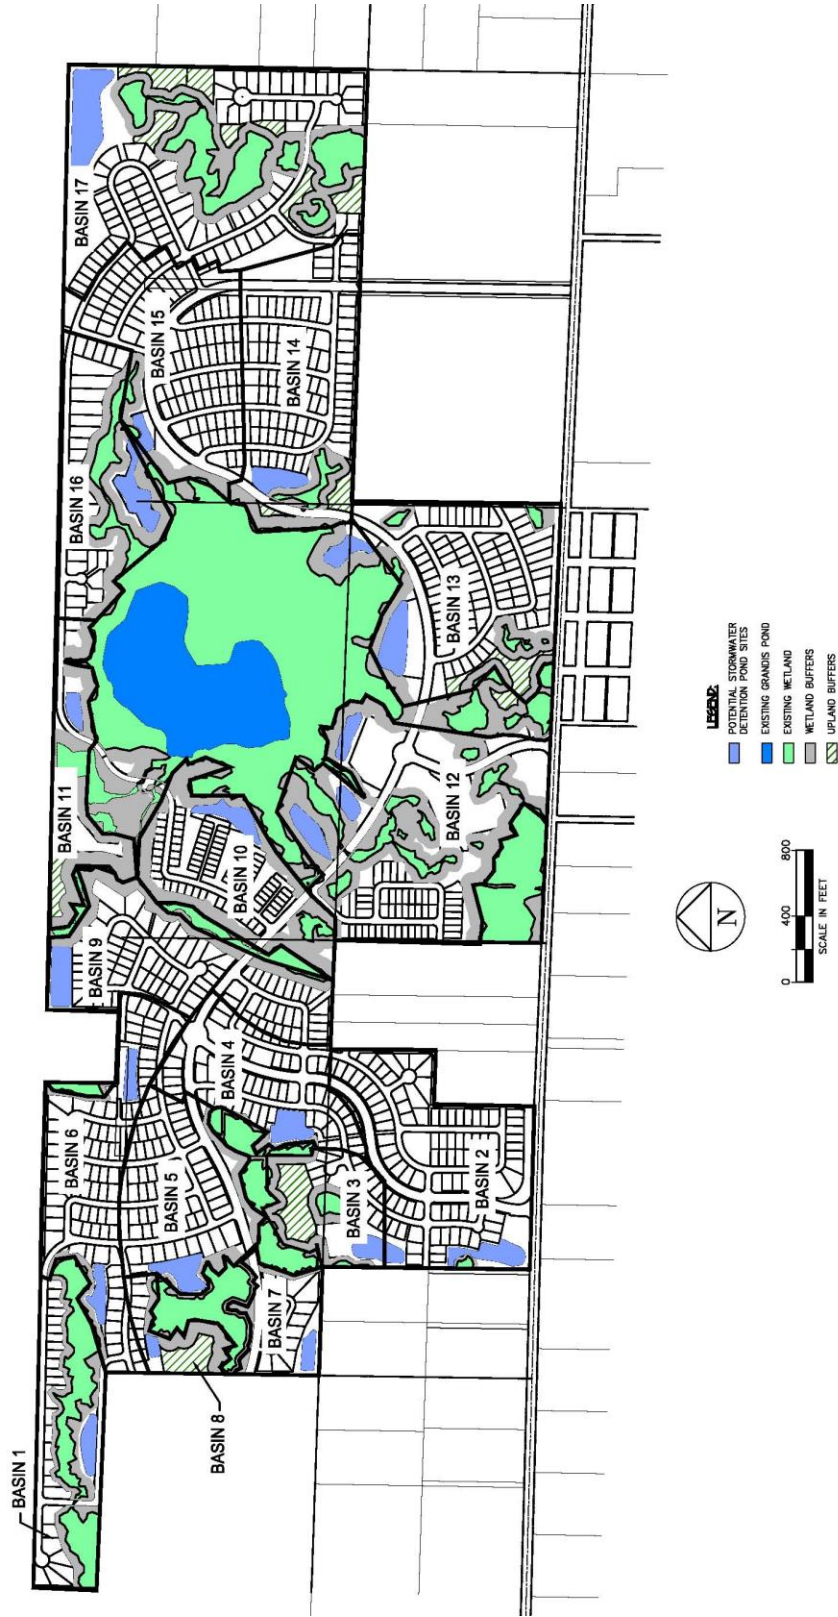 BASIN 17
BASIN 15
BASIN 14
BASIN 16
BASIN 13
BASIN 11
BASIN 12
BASIN 10
BASIN 9
BASIN 4
BASIN 6
BASIN 5
BASIN 2
BASIN 3
BASIN 7
BASIN 8
BASIN 1
LEGEND:
POTENTIAL STORMWATER
DETENTION POND SITES
EXISTING GRANDIS POND
EXISTING WETLAND
WETLAND BUFFERS
UPLAND BUFFERS
N
0 400 800
SCALE IN FEET